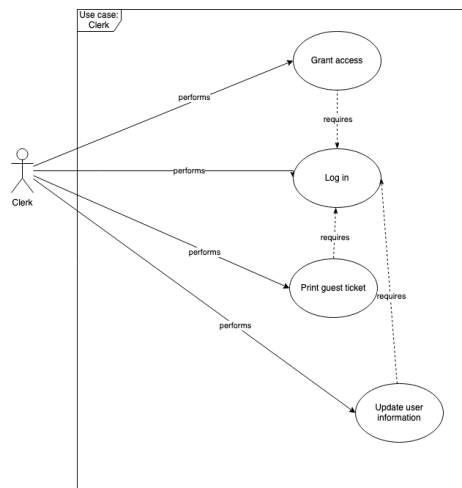 Use case:
Clerk
Grant access
performs
requires
performs
Log in
Clerk
requires
performs
Print guest ticket
requires
performs
Update user
information